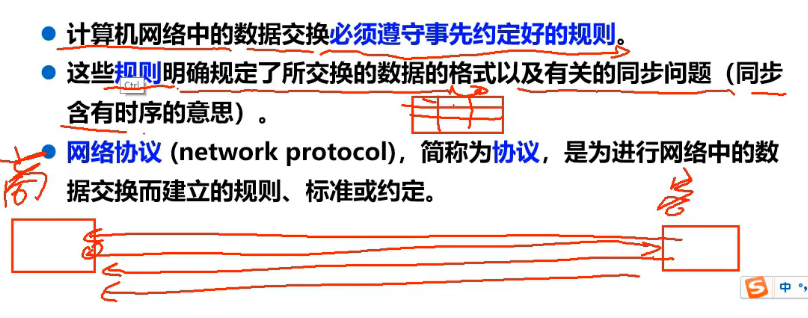 计算机网络中的数据交换必须遵守事先约定好的规则。
这些规则明确规定了所交换的数据的格式以及有关的同步问题（同步
Ctrl
含有时序的意思）。
商
网络协议 (network protocol)，简称为协议，是为进行网络中的数
据交换而建立的规则、标准或约定。
客
S 中 °,